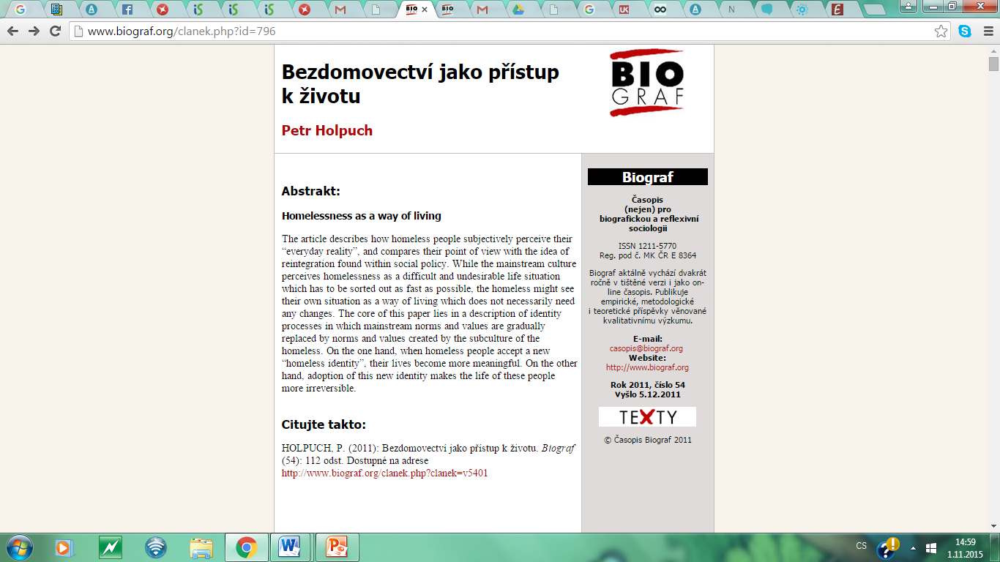 www.biograf.org/clanek.php?id=796
Bezdomovectví jako přístup
k životu
Petr Holpuch
BIO
GRAF
Abstrakt:
Homelessness as a way of living
The article describes how homeless people subjectively perceive their
“everyday reality”, and compares their point of view with the idea of
reintegration found within social policy. While the mainstream culture
perceives homelessness as a difficult and undesirable life situation
which has to be sorted out as fast as possible, the homeless might see
their own situation as a way of living which does not necessarily need
any changes. The core of this paper lies in a description of identity
processes in which mainstream norms and values are gradually
replaced by norms and values created by the subculture of the
homeless. On the one hand, when homeless people accept a new
“homeless identity”, their lives become more meaningful. On the other
hand, adoption of this new identity makes the life of these people
more irreversible.
Citujte takto:
HOLPUCH, P. (2011): Bezdomovectví jako přístup k životu. Biograf
(54): 112 odst. Dostupné na adrese
http://www.biograf.org/clanek.php?clanek=v5401
Biograf
Časopis
(nejen) pro
biografickou a reflexivní
sociologii
ISSN 1211-5770
Reg. pod č. MK ČR E 8364
Biograf aktálně vychází dvakrát
ročně v tištěné verzi i jako on-
line časopis. Publikuje
empirické, metodologické
i teoretické příspěvky věnované
kvalitativnímu výzkumu.
E-mail:
casopis@biograf.org
Website:
http://www.biograf.org
Rok 2011, číslo 54
Vyšlo 5.12.2011
TEXTY
© Časopis Biograf 2011
CS
14:59
1.11.2015